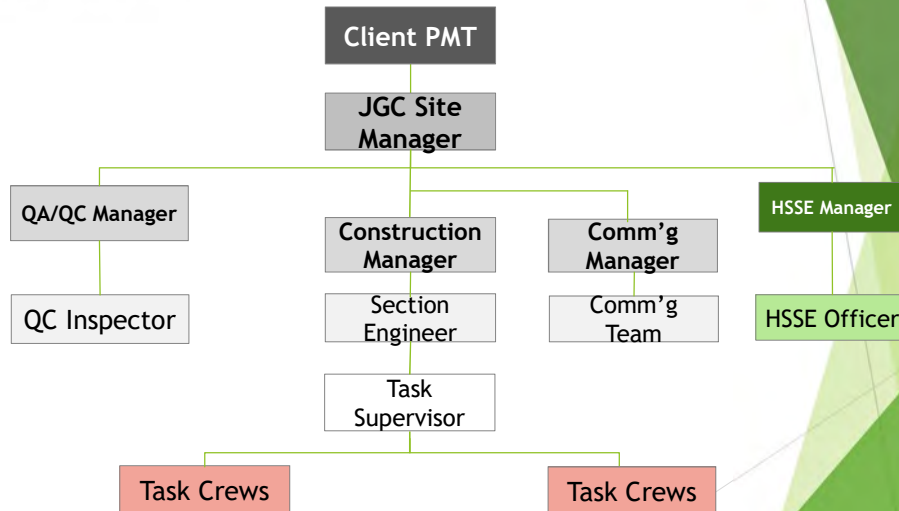 Client PMT
JGC Site
Manager
QA/QC Manager
Construction
Manager
Comm’g
Manager
HSSE Manager
QC Inspector
Section
Engineer
Comm’g
Team
HSSE Officer
Task
Supervisor
Task Crews
Task Crews